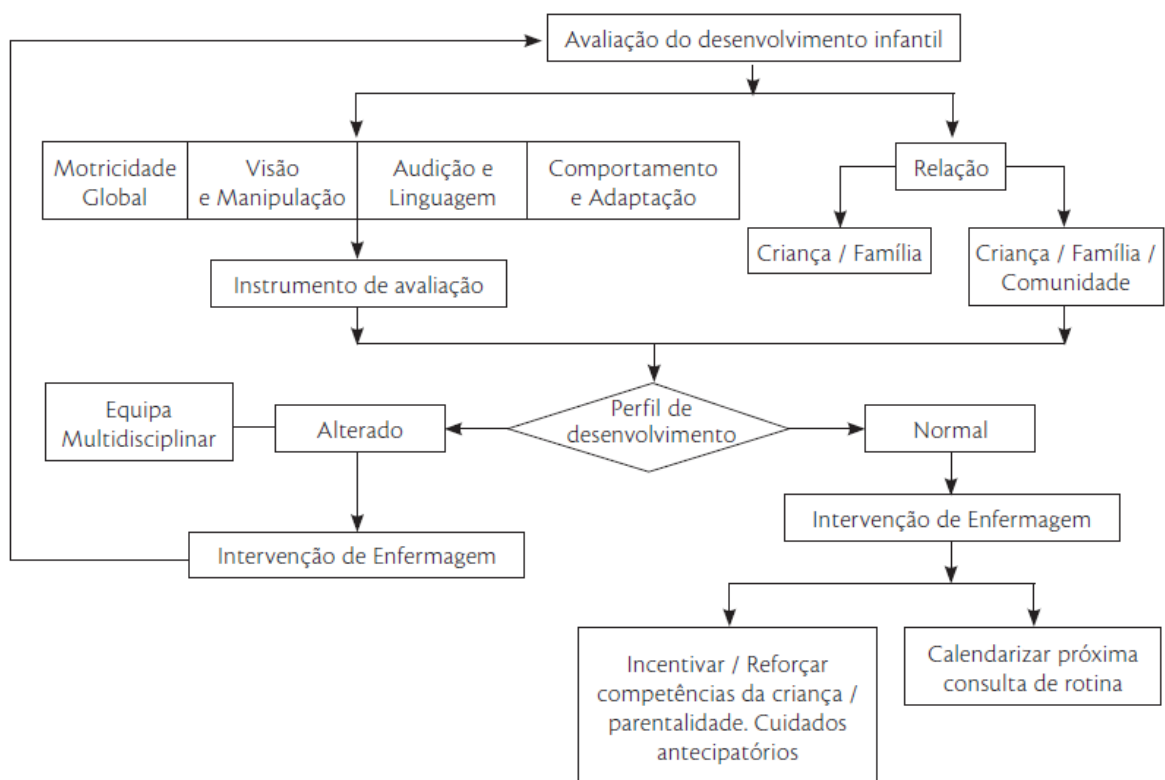 Avaliação do desenvolvimento infantil
Motricidade
Global
Visão
e Manipulação
Audição e
Linguagem
Comportamento
e Adaptação
Relação
Criança / Família
Criança / Família /
Comunidade
Instrumento de avaliação
Equipa
Multidisciplinar
Alterado
Perfil de
desenvolvimento
Normal
Intervenção de Enfermagem
Intervenção de Enfermagem
Incentivar / Reforçar
competências da criança /
parentalidade. Cuidados
antecipatórios
Calendarizar próxima
consulta de rotina